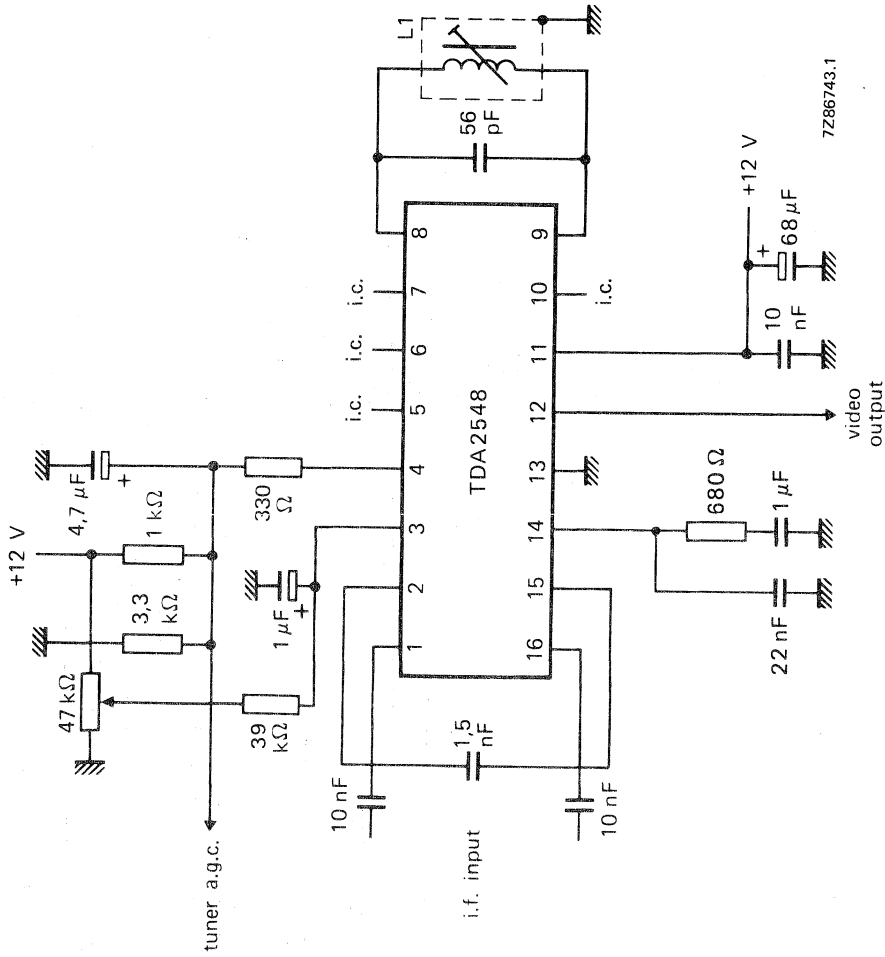 +12 V
4,7 µF
+
1 kΩ
3,3
kΩ
47 kΩ
1 µF
+
39
kΩ
330
Ω
tuner a.g.c.
i.c.
i.c.
i.c.
1
2
3
4
5
6
7
8
TDA2548
16
15
14
13
12
11
10
9
i.c.
56
pF
L1
10 nF
1,5
nF
10 nF
i.f. input
22 nF
680 Ω
1 µF
video
output
10
nF
+
68 µF
+12 V
7Z86743.1